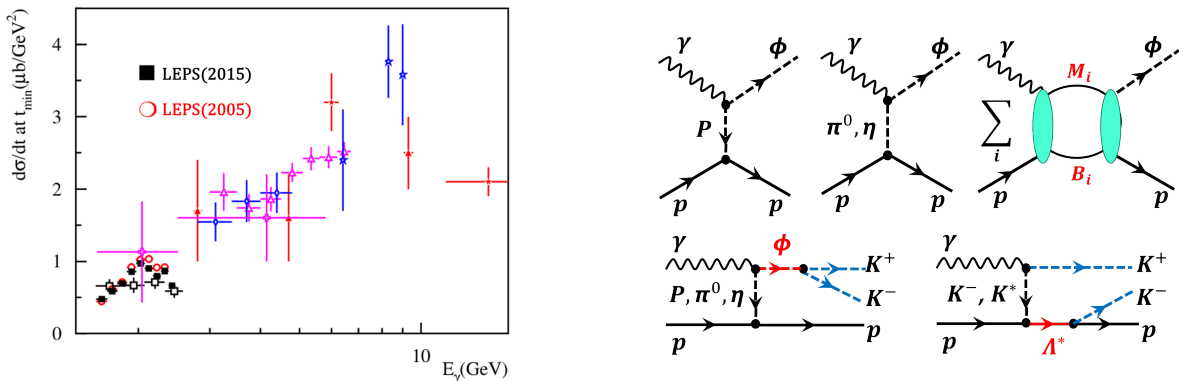 dσ/dt at t_min(μb/GeV²)
4
3
2
1
0
LEPS(2015)
LEPS(2005)
10
E_γ(GeV)
γ
ϕ
P
p
p
γ
ϕ
π⁰, η
p
p
γ
ϕ
M_i
∑
i
B_i
p
p
γ
ϕ
K⁺
K⁻
P, π⁰, η
p
p
γ
K⁺
K⁻
K⁻, K*
p
Λ*
p